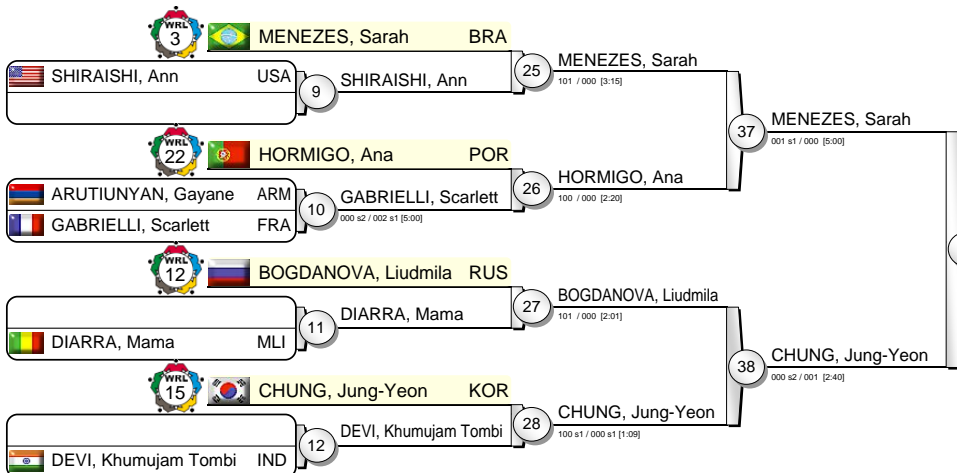 WRL 3 MENEZES, Sarah BRA
SHIRAISHI, Ann USA
9 SHIRAISHI, Ann
25 MENEZES, Sarah
101 / 000 [3:15]
WRL 22 HORMIGO, Ana POR
ARUTIUNYAN, Gayane ARM
GABRIELLI, Scarlett FRA
10 GABRIELLI, Scarlett
000 s2 / 002 s1 [5:00]
26 HORMIGO, Ana
100 / 000 [2:20]
37 MENEZES, Sarah
001 s1 / 000 [5:00]
WRL 12 BOGDANOVA, Liudmila RUS
DIARRA, Mama MLI
11 DIARRA, Mama
27 BOGDANOVA, Liudmila
101 / 000 [2:01]
WRL 15 CHUNG, Jung-Yeon KOR
DEVI, Khumujam Tombi IND
12 DEVI, Khumujam Tombi
28 CHUNG, Jung-Yeon
100 s1 / 000 s1 [1:09]
38 CHUNG, Jung-Yeon
000 s2 / 001 [2:40]